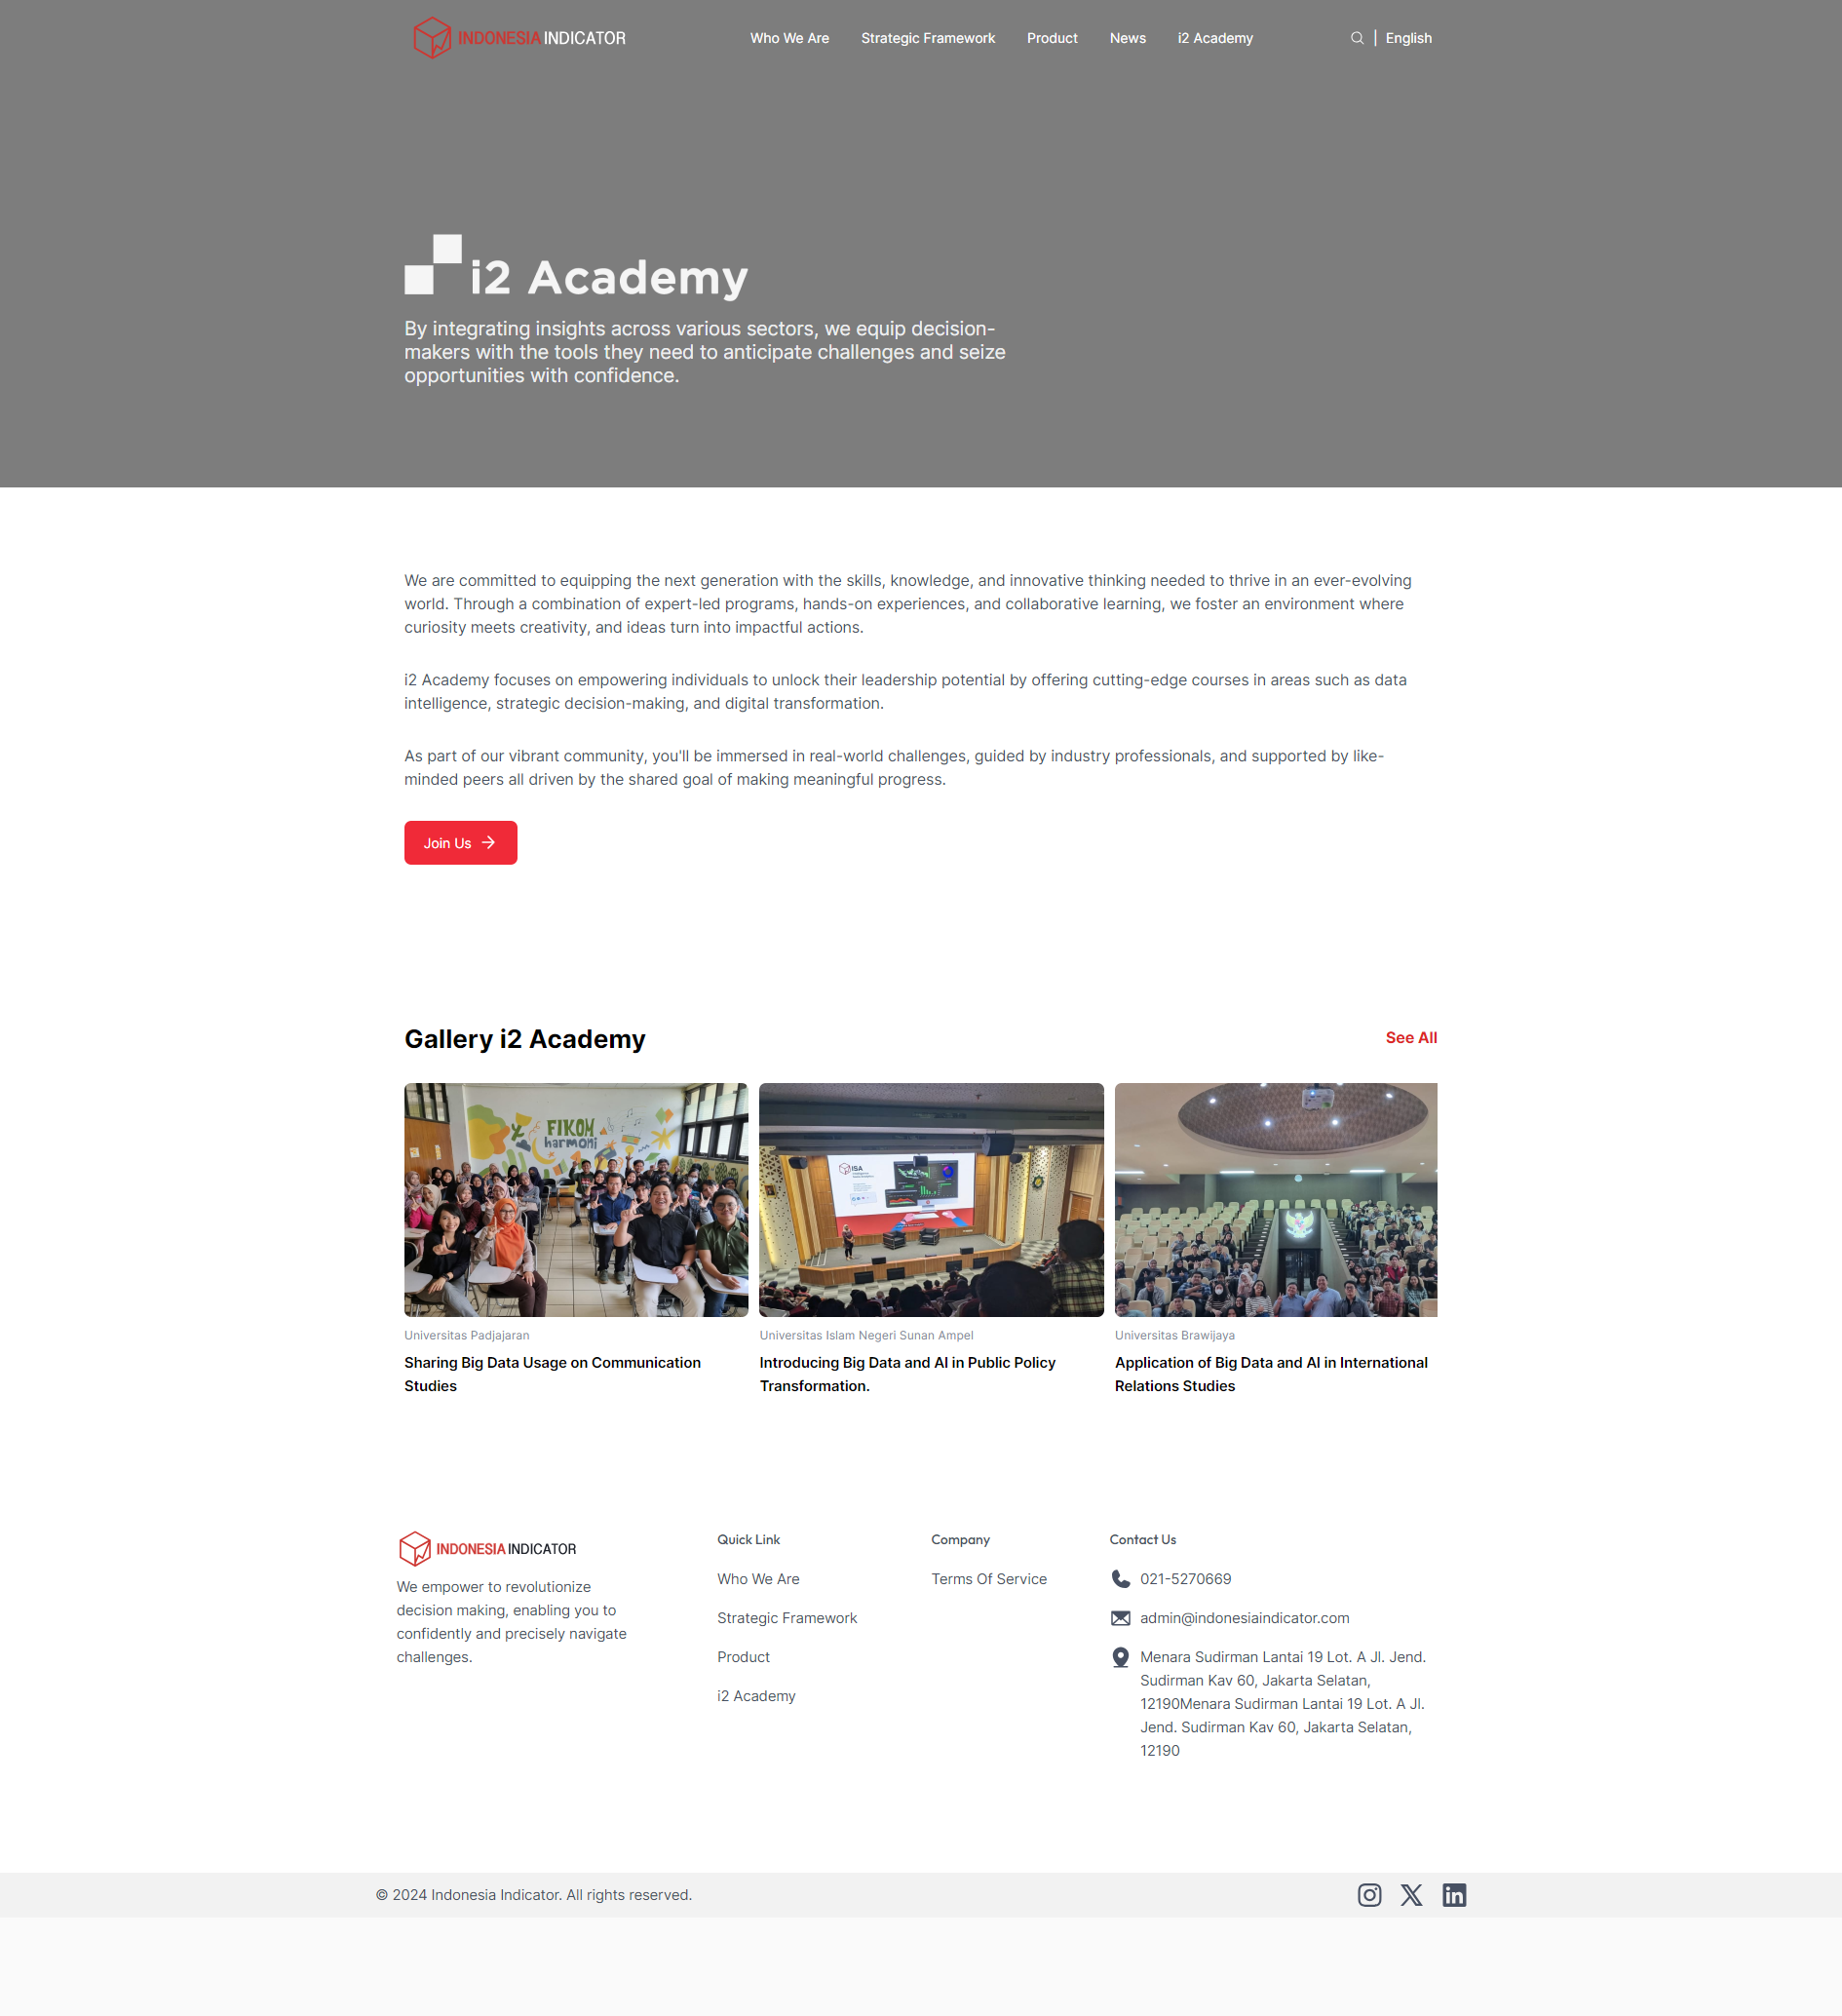 INDONESIA INDICATOR
Who We Are
Strategic Framework
Product
News
i2 Academy
| English
i2 Academy
By integrating insights across various sectors, we equip decision-
makers with the tools they need to anticipate challenges and seize
opportunities with confidence.
We are committed to equipping the next generation with the skills, knowledge, and innovative thinking needed to thrive in an ever-evolving
world. Through a combination of expert-led programs, hands-on experiences, and collaborative learning, we foster an environment where
curiosity meets creativity, and ideas turn into impactful actions.
i2 Academy focuses on empowering individuals to unlock their leadership potential by offering cutting-edge courses in areas such as data
intelligence, strategic decision-making, and digital transformation.
As part of our vibrant community, you'll be immersed in real-world challenges, guided by industry professionals, and supported by like-
minded peers all driven by the shared goal of making meaningful progress.
Join Us
Gallery i2 Academy
See All
FIKOM
harmoni
ISA
Universitas Padjajaran
Sharing Big Data Usage on Communication
Studies
Universitas Islam Negeri Sunan Ampel
Introducing Big Data and AI in Public Policy
Transformation.
Universitas Brawijaya
Application of Big Data and AI in International
Relations Studies
INDONESIA INDICATOR
We empower to revolutionize
decision making, enabling you to
confidently and precisely navigate
challenges.
Quick Link
Who We Are
Strategic Framework
Product
i2 Academy
Company
Terms Of Service
Contact Us
021-5270669
admin@indonesiaindicator.com
Menara Sudirman Lantai 19 Lot. A Jl. Jend.
Sudirman Kav 60, Jakarta Selatan,
12190Menara Sudirman Lantai 19 Lot. A Jl.
Jend. Sudirman Kav 60, Jakarta Selatan,
12190
© 2024 Indonesia Indicator. All rights reserved.